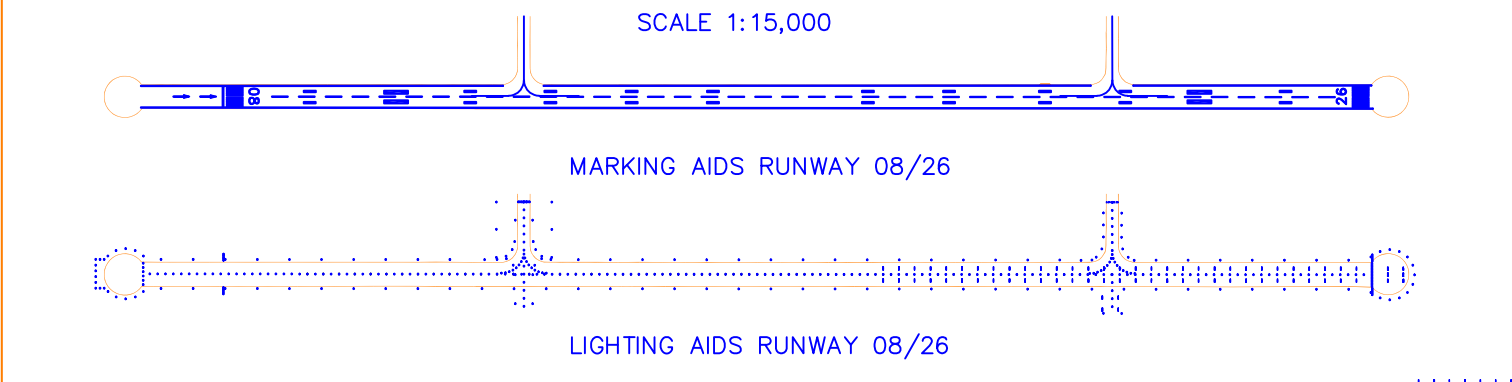 SCALE 1:15,000
08
26
MARKING AIDS RUNWAY 08/26
LIGHTING AIDS RUNWAY 08/26